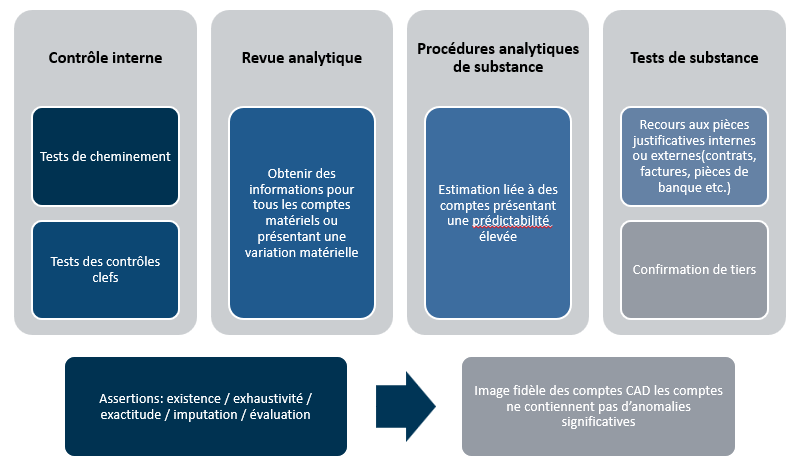 Contrôle interne
Tests de cheminement
Tests des contrôles
clefs
Revue analytique
Obtenir des
informations pour
tous les comptes
matériels ou
présentant une
variation matérielle
Procédures analytiques
de substance
Estimation liée à des
comptes présentant
une prédictabilité
élevée
Tests de substance
Recours aux pièces
justificatives internes
ou externes(contrats,
factures, pièces de
banque etc.)
Confirmation de tiers
Assertions: existence / exhaustivité /
exactitude / imputation / évaluation
Image fidèle des comptes CAD les comptes
ne contiennent pas d’anomalies
significatives